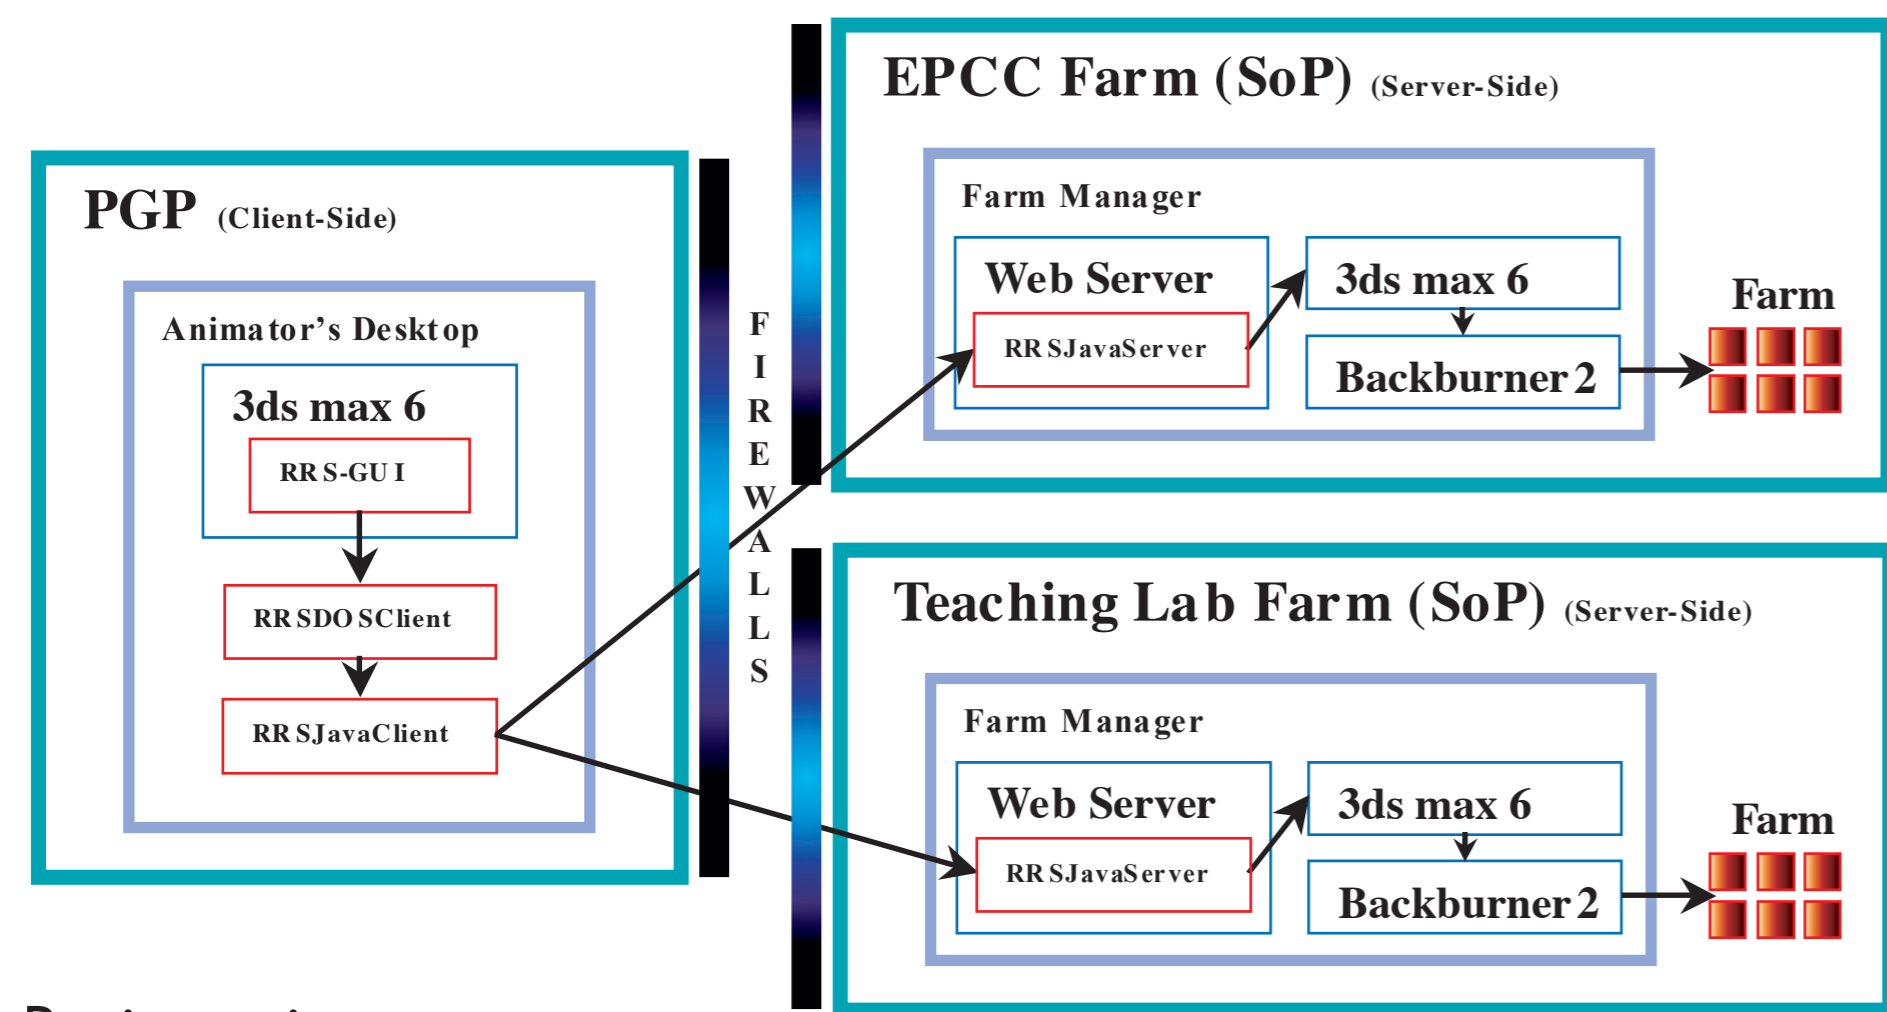 PGP (Client-Side)
Animator's Desktop
3ds max 6
RRS-GUI
RRSDOSClient
RRSJavaClient
FIREWALLS
EPCC Farm (SoP) (Server-Side)
Farm Manager
Web Server
RRSJavaServer
3ds max 6
Backburner 2
Farm
Teaching Lab Farm (SoP) (Server-Side)
Farm Manager
Web Server
RRSJavaServer
3ds max 6
Backburner 2
Farm